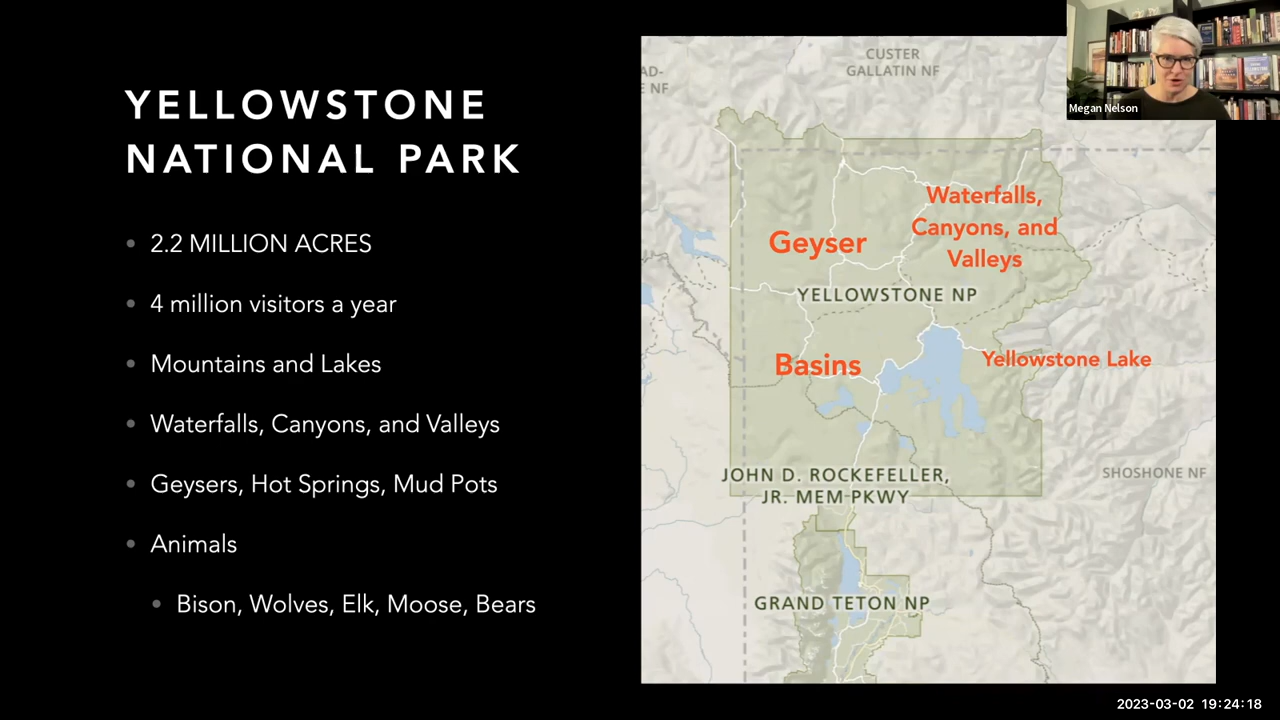 YELLOWSTONE
NATIONAL PARK
2.2 MILLION ACRES
4 million visitors a year
Mountains and Lakes
Waterfalls, Canyons, and Valleys
Geysers, Hot Springs, Mud Pots
Animals
Bison, Wolves, Elk, Moose, Bears
CUSTER
GALLATIN NF
AD-
E NF
Waterfalls,
Canyons, and
Valleys
Geyser
YELLOWSTONE NP
Basins
Yellowstone Lake
JOHN D. ROCKEFELLER,
JR. MEM PKWY
SHOSHONE NF
GRAND TETON NP
Megan Nelson
2023-03-02 19:24:18